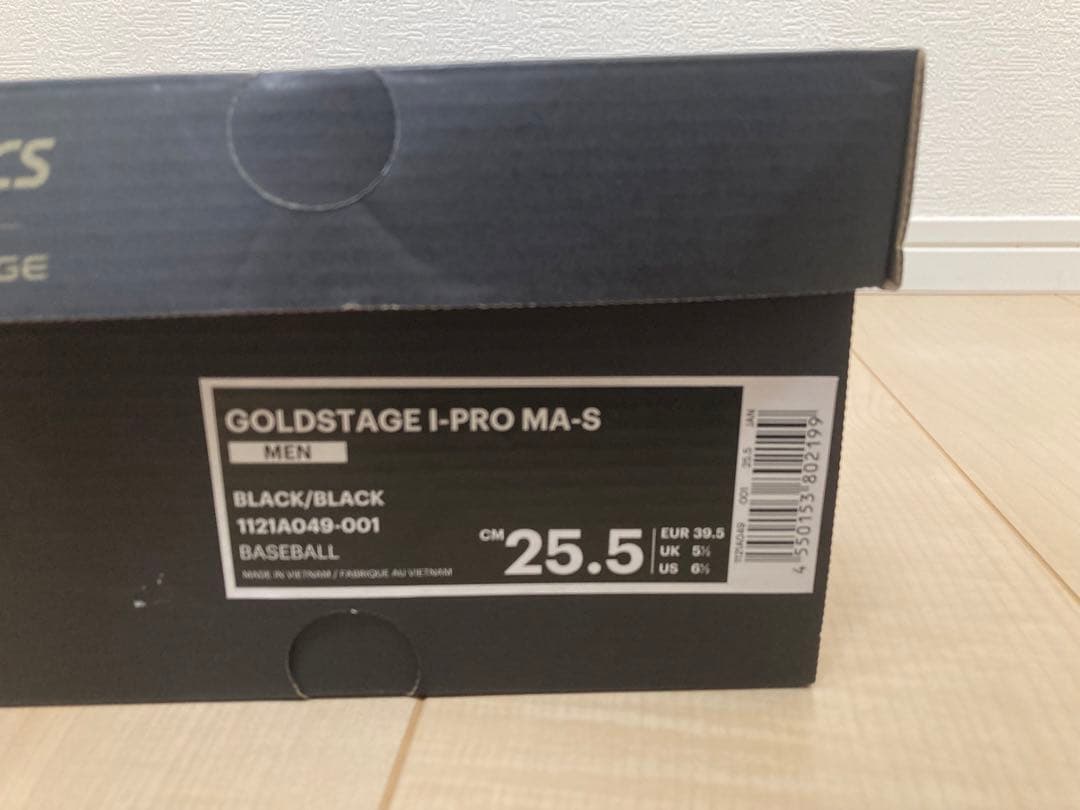 CS
GE
GOLDSTAGE I-PRO MA-S
MEN
BLACK/BLACK
1121A049-001
BASEBALL
MADE IN VIETNAM / FABRIQUE AU VIETNAM
CM 25.5
EUR 39.5
UK 5½
US 6½
1121A049 001 25.5 JAN
4 550153 802199